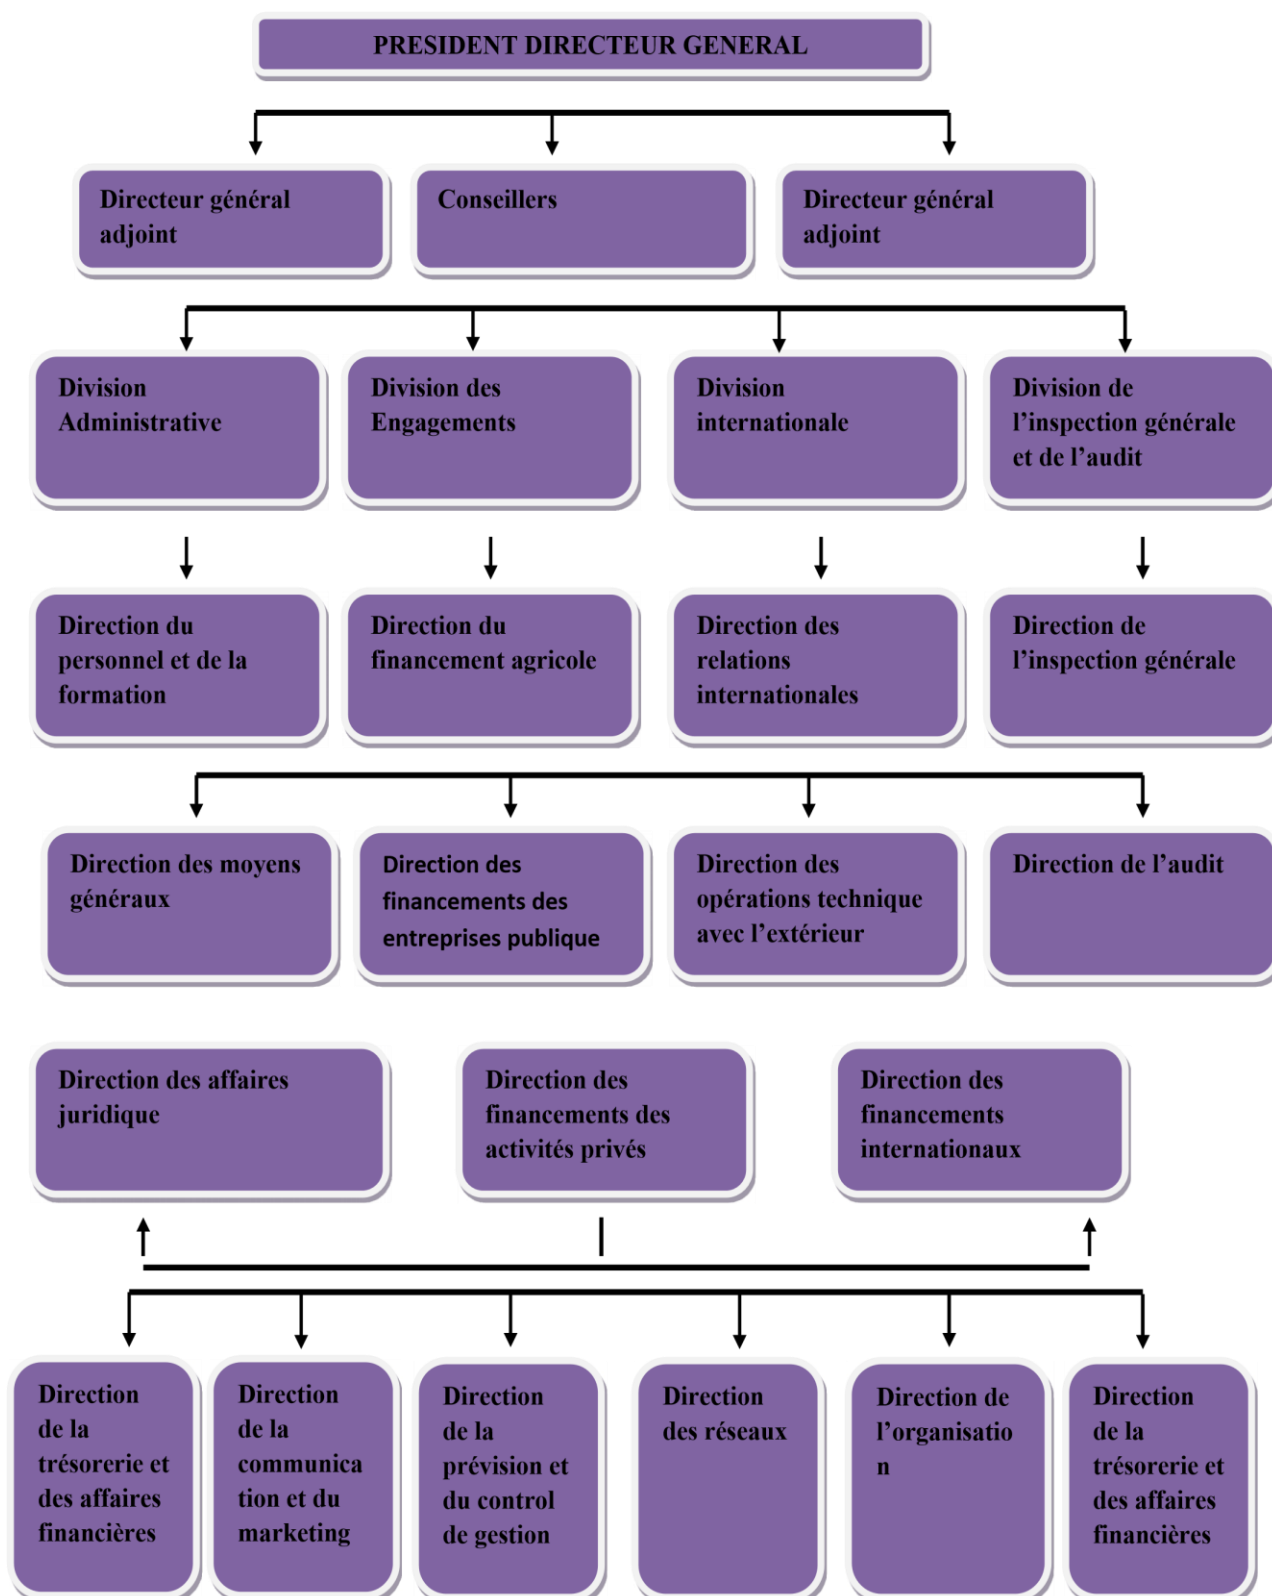 PRESIDENT DIRECTEUR GENERAL
Directeur général
adjoint
Conseillers
Directeur général
adjoint
Division
Administrative
Division des
Engagements
Division
internationale
Division de
l’inspection générale
et de l’audit
Direction du
personnel et de la
formation
Direction du
financement agricole
Direction des
relations
internationales
Direction de
l’inspection générale
Direction des moyens
généraux
Direction des
financements des
entreprises publique
Direction des
opérations technique
avec l’extérieur
Direction de l’audit
Direction des affaires
juridique
Direction des
financements des
activités privés
Direction des
financements
internationaux
Direction
de la
trésorerie et
des affaires
financières
Direction
de la
communica
tion et du
marketing
Direction
de la
prévision et
du control
de gestion
Direction
des réseaux
Direction de
l’organisatio
n
Direction
de la
trésorerie et
des affaires
financières